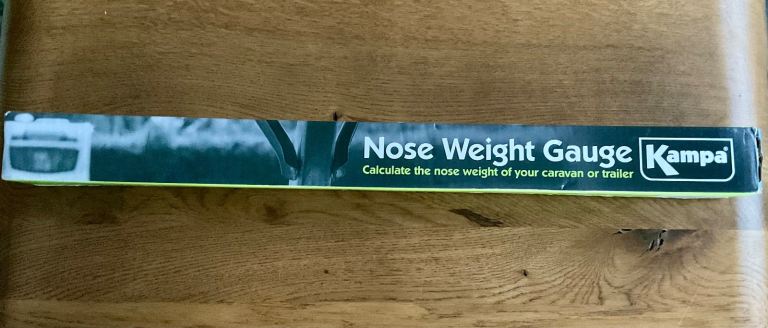 Nose Weight Gauge
Calculate the nose weight of your caravan or trailer
Kampa